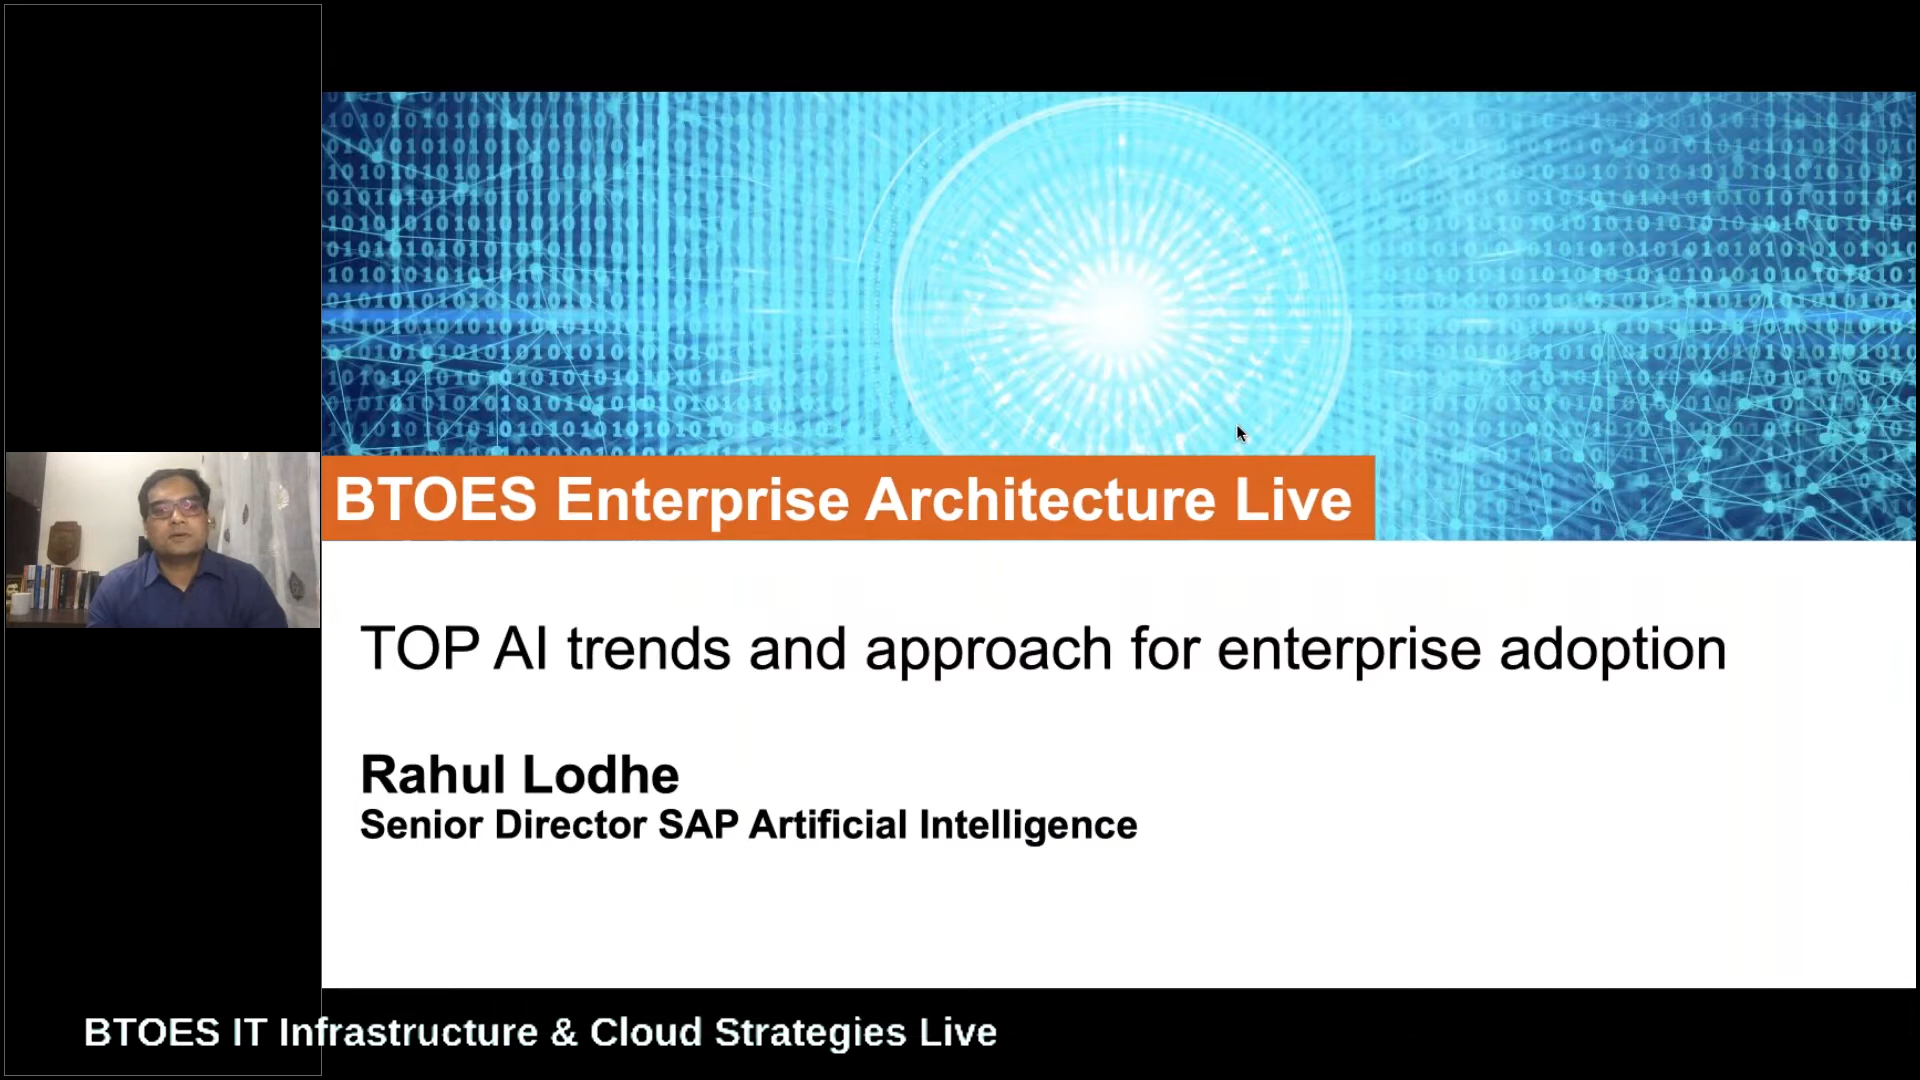 BTOES Enterprise Architecture Live
TOP AI trends and approach for enterprise adoption
Rahul Lodhe
Senior Director SAP Artificial Intelligence
BTOES IT Infrastructure & Cloud Strategies Live